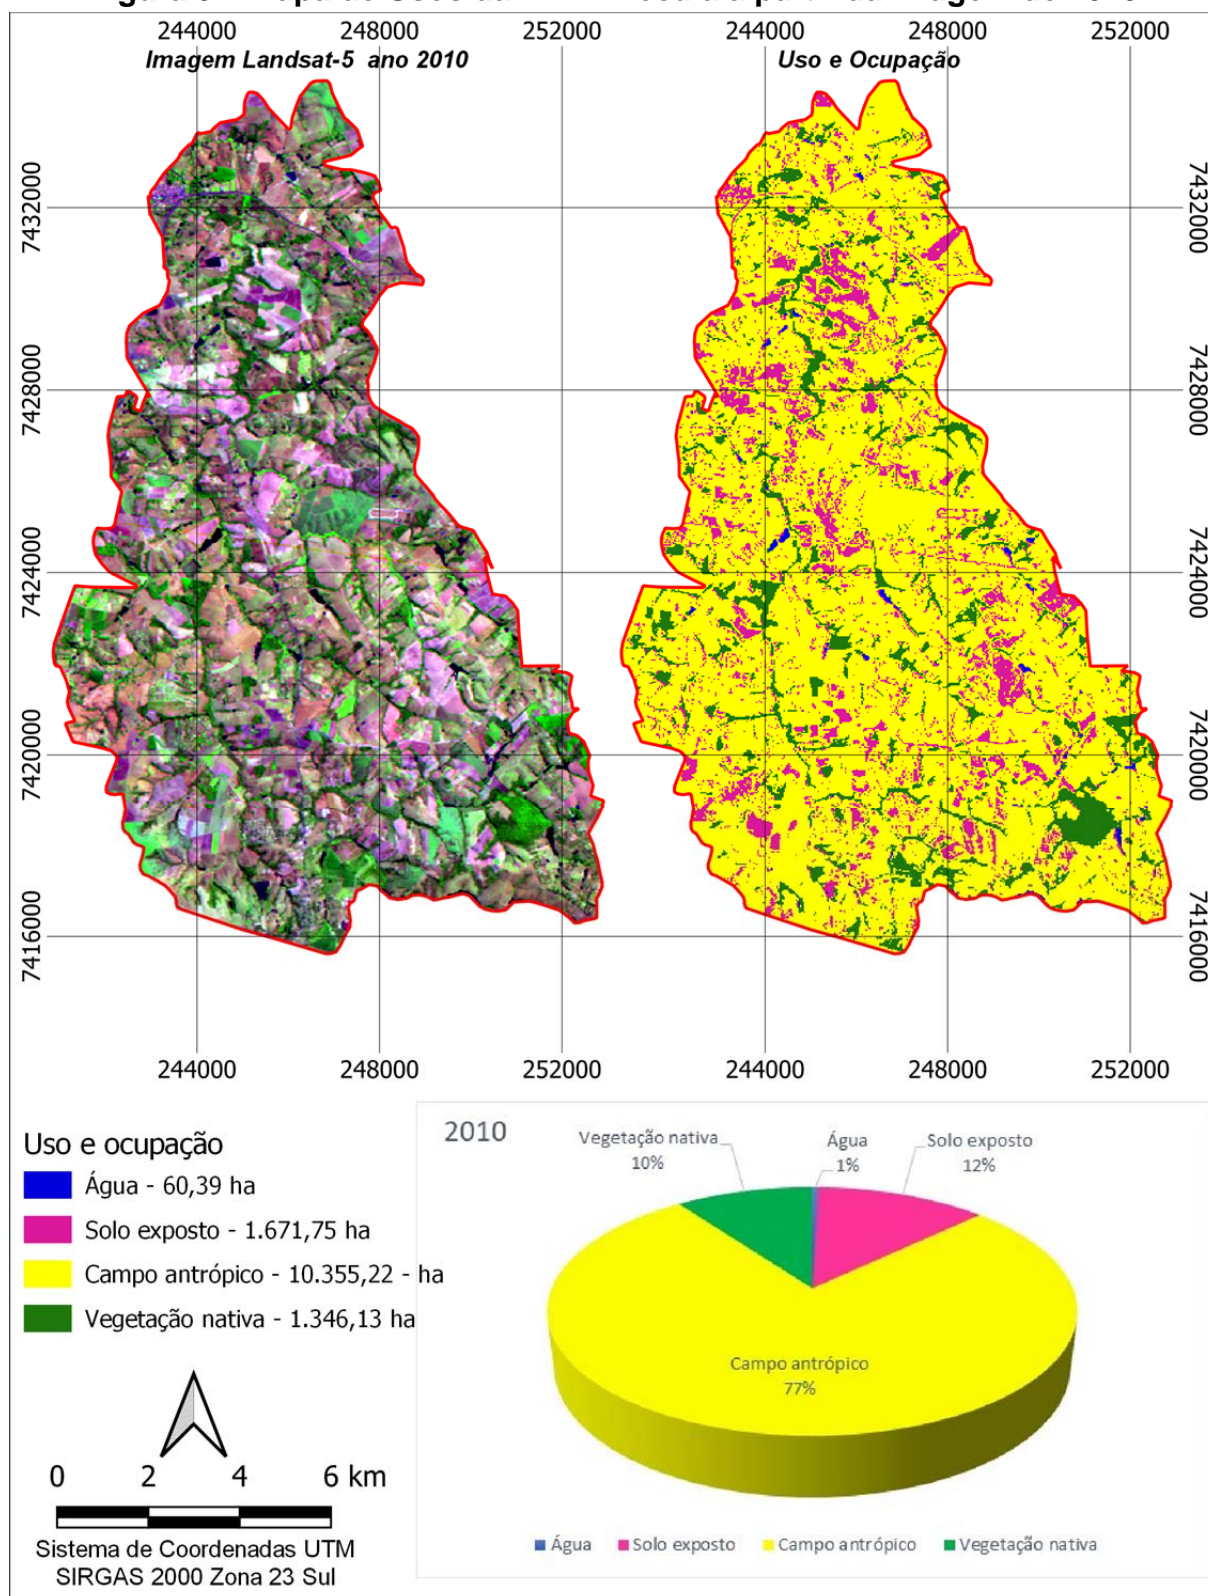 244000 248000 252000 244000 248000 252000
Imagem Landsat-5 ano 2010 Uso e Ocupação
7432000 7432000
7428000 7428000
7424000 7424000
7420000 7420000
7416000 7416000
244000 248000 252000 244000 248000 252000
Uso e ocupação
Água - 60,39 ha
Solo exposto - 1.671,75 ha
Campo antrópico - 10.355,22 - ha
Vegetação nativa - 1.346,13 ha
0 2 4 6 km
Sistema de Coordenadas UTM
SIRGAS 2000 Zona 23 Sul
2010
Vegetação nativa
10%
Água
1%
Solo exposto
12%
Campo antrópico
77%
Água Solo exposto Campo antrópico Vegetação nativa